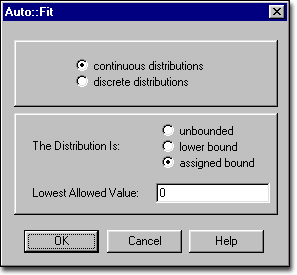 Auto::Fit
continuous distributions
discrete distributions
unbounded
The Distribution Is: lower bound
assigned bound
Lowest Allowed Value: 0
OK Cancel Help